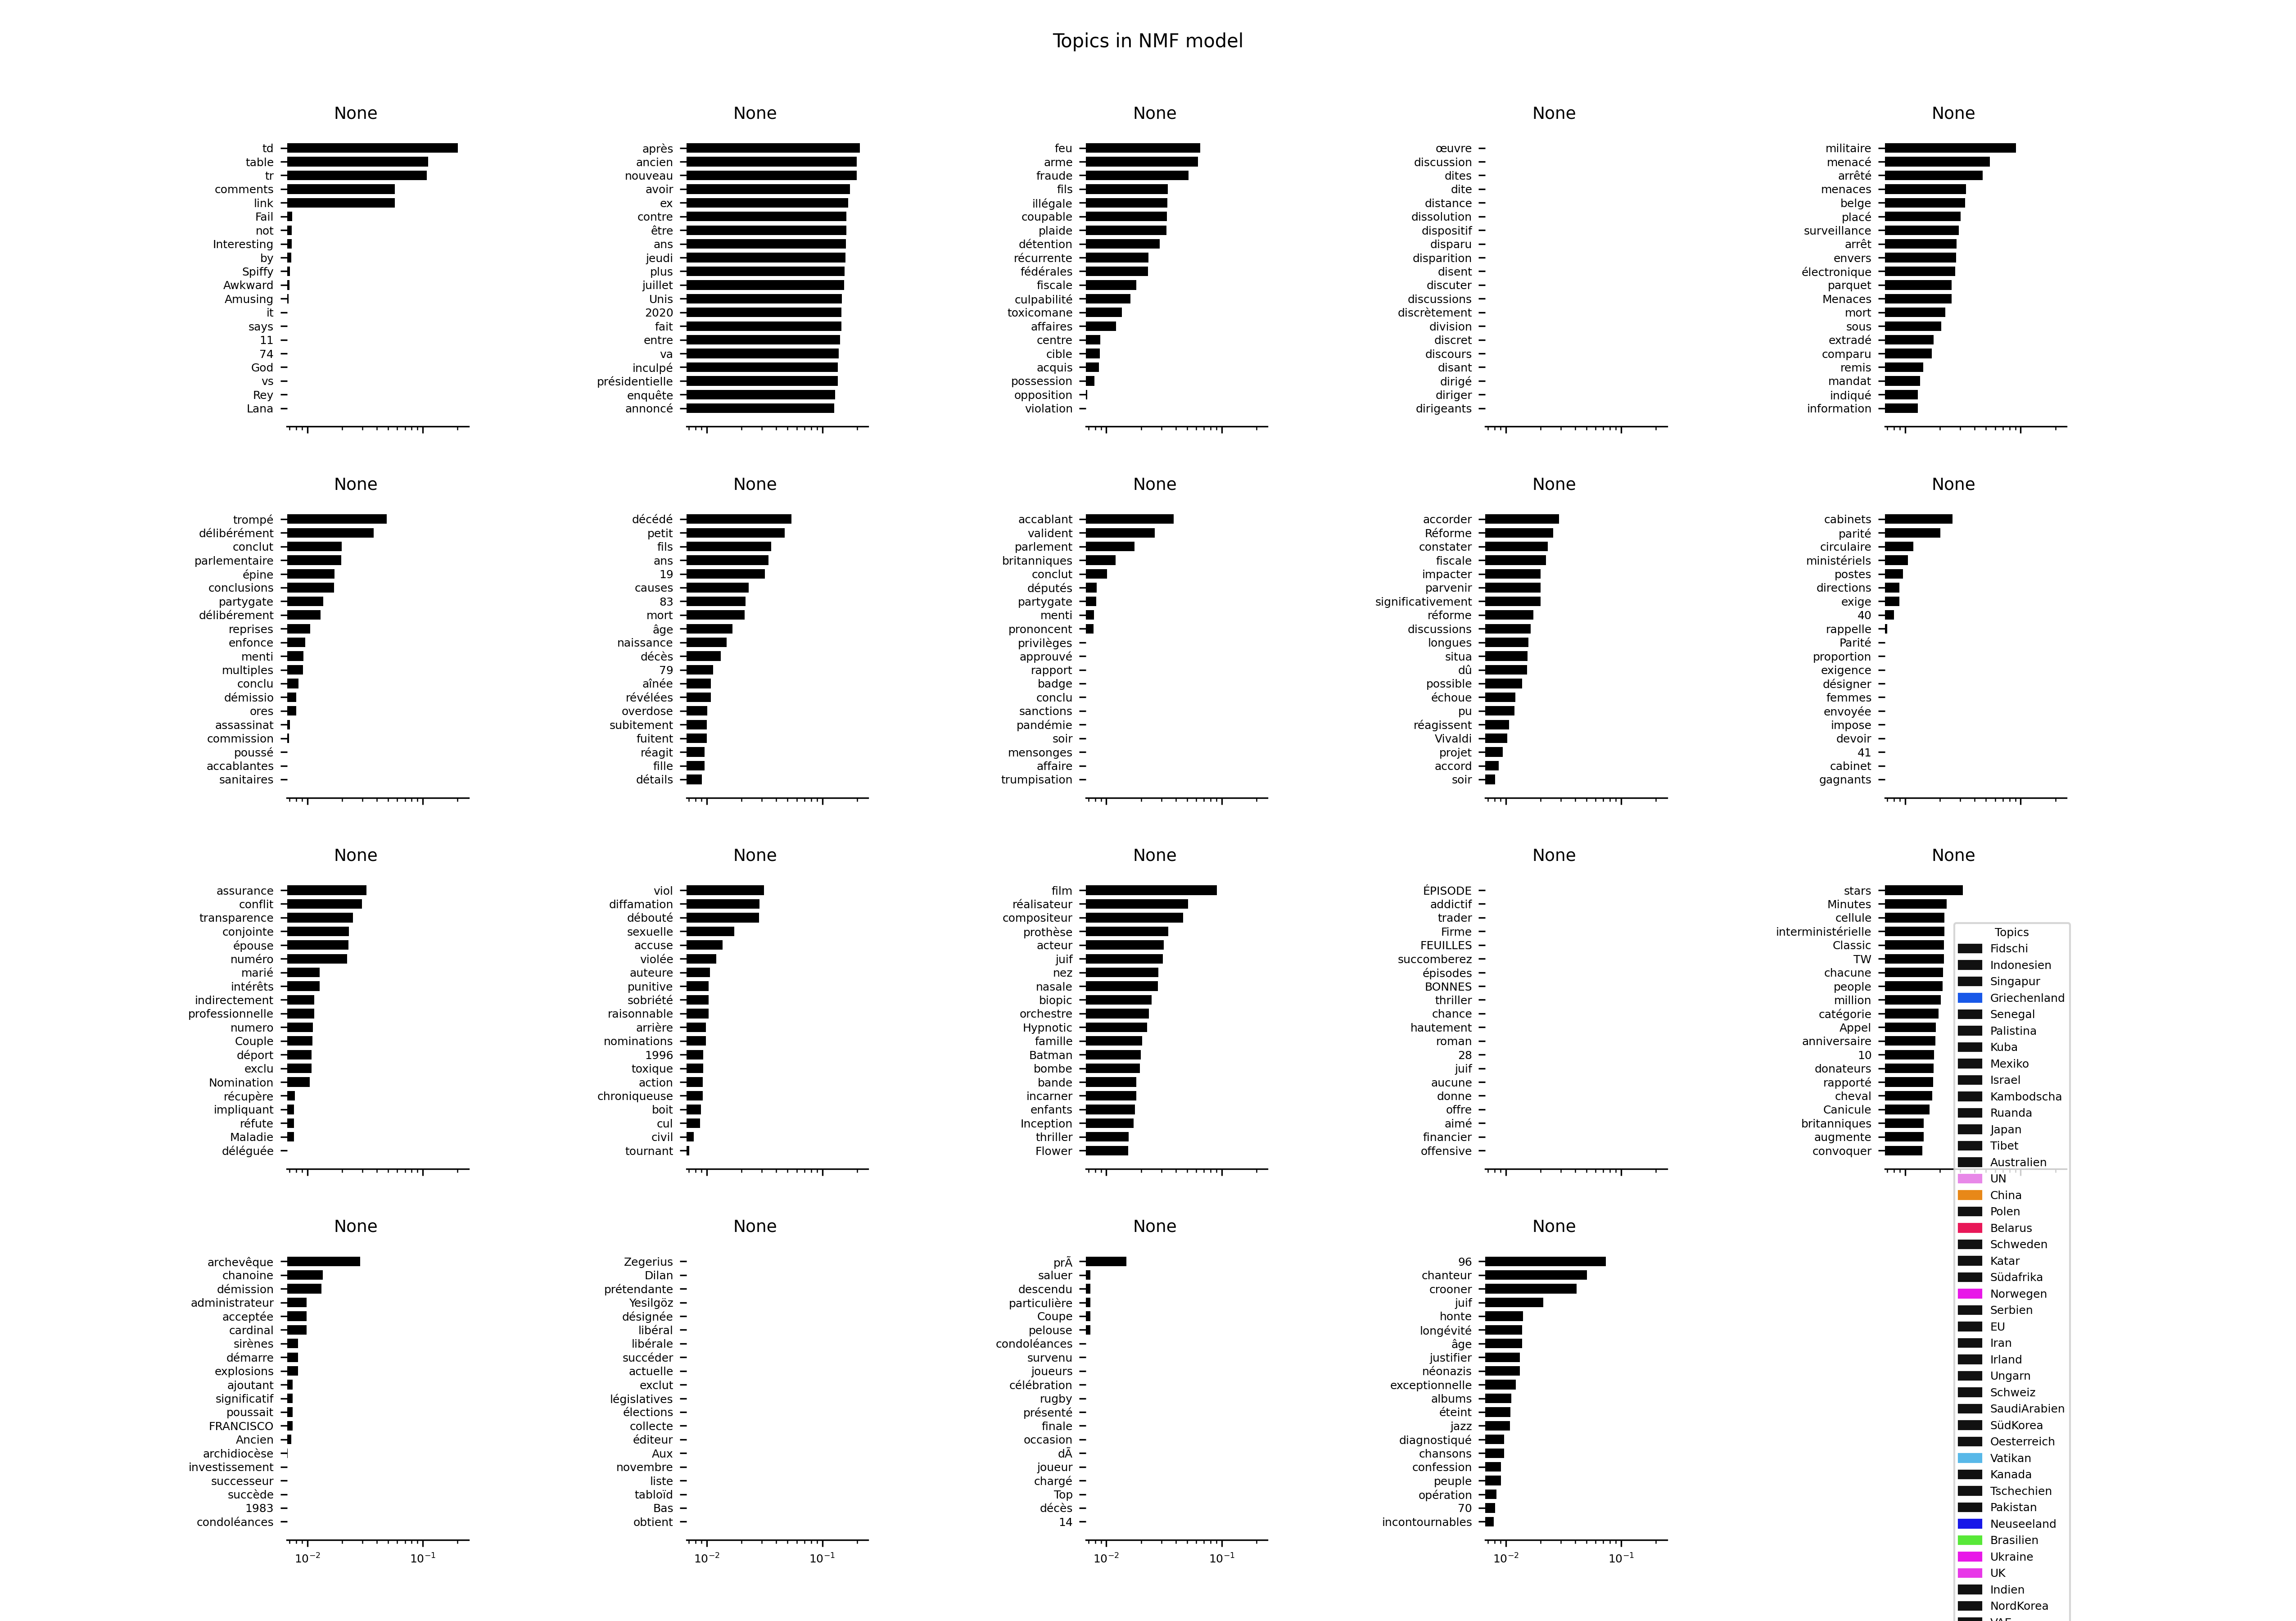 Topics in NMF model
None
td
table
tr
comments
link
Fail
not
Interesting
by
Spiffy
Awkward
Amusing
it
says
11
74
God
vs
Rey
Lana
None
après
ancien
nouveau
avoir
ex
contre
être
ans
jeudi
plus
juillet
Unis
2020
fait
entre
va
inculpé
présidentielle
enquête
annoncé
None
feu
arme
fraude
fils
illégale
coupable
plaide
détention
récurrente
fédérales
fiscale
culpabilité
toxicomane
affaires
centre
cible
acquis
possession
opposition
violation
None
œuvre
discussion
dites
dite
distance
dissolution
dispositif
disparu
disparition
disent
discuter
discussions
discrètement
division
discret
discours
disant
dirigé
diriger
dirigeants
None
militaire
menacé
arrêté
menaces
belge
placé
surveillance
arrêt
envers
électronique
parquet
Menaces
mort
sous
extradé
comparu
remis
mandat
indiqué
information
None
trompé
délibérément
conclut
parlementaire
épine
conclusions
partygate
délibérement
reprises
enfonce
menti
multiples
conclu
démissio
ores
assassinat
commission
poussé
accablantes
sanitaires
None
décédé
petit
fils
ans
19
causes
83
mort
âge
naissance
décès
79
aînée
révélées
overdose
subitement
fuitent
réagit
fille
détails
None
accablant
valident
parlement
britanniques
conclut
députés
partygate
menti
prononcent
privilèges
approuvé
rapport
badge
conclu
sanctions
pandémie
soir
mensonges
affaire
trumpisation
None
accorder
Réforme
constater
fiscale
impacter
parvenir
significativement
réforme
discussions
longues
situa
dû
possible
échoue
pu
réagissent
Vivaldi
projet
accord
soir
None
cabinets
parité
circulaire
ministériels
postes
directions
exige
40
rappelle
Parité
proportion
exigence
désigner
femmes
envoyée
impose
devoir
41
cabinet
gagnants
None
assurance
conflit
transparence
conjointe
épouse
numéro
marié
intérêts
indirectement
professionnelle
numero
Couple
déport
exclu
Nomination
récupère
impliquant
réfute
Maladie
déléguée
None
viol
diffamation
débouté
sexuelle
accuse
violée
auteure
punitive
sobriété
raisonnable
arrière
nominations
1996
toxique
action
chroniqueuse
boit
cul
civil
tournant
None
film
réalisateur
compositeur
prothèse
acteur
juif
nez
nasale
biopic
orchestre
Hypnotic
famille
Batman
bombe
bande
incarner
enfants
Inception
thriller
Flower
None
ÉPISODE
addictif
trader
Firme
FEUILLES
succomberez
épisodes
BONNES
thriller
chance
hautement
roman
28
juif
aucune
donne
offre
aimé
financier
offensive
None
stars
Minutes
cellule
interministérielle
Classic
TW
chacune
people
million
catégorie
Appel
anniversaire
10
donateurs
rapporté
cheval
Canicule
britanniques
augmente
convoquer
None
archevêque
chanoine
démission
administrateur
acceptée
cardinal
sirènes
démarre
explosions
ajoutant
significatif
poussait
FRANCISCO
Ancien
archidiocèse
investissement
successeur
succède
1983
condoléances
10⁻² 10⁻¹
None
Zegerius
Dilan
prétendante
Yesilgöz
désignée
libéral
libérale
succéder
actuelle
exclut
législatives
élections
collecte
éditeur
Aux
novembre
liste
tabloïd
Bas
obtient
10⁻² 10⁻¹
None
prÃ
saluer
descendu
particulière
Coupe
pelouse
condoléances
survenu
joueurs
célébration
rugby
présenté
finale
occasion
dÃ
joueur
chargé
Top
décès
14
10⁻² 10⁻¹
None
96
chanteur
crooner
juif
honte
longévité
âge
justifier
néonazis
exceptionnelle
albums
éteint
jazz
diagnostiqué
chansons
confession
peuple
opération
70
incontournables
10⁻² 10⁻¹
Topics
Fidschi
Indonesien
Singapur
Griechenland
Senegal
Palistina
Kuba
Mexiko
Israel
Kambodscha
Ruanda
Japan
Tibet
Australien
UN
China
Polen
Belarus
Schweden
Katar
Südafrika
Norwegen
Serbien
EU
Iran
Irland
Ungarn
Schweiz
SaudiArabien
SüdKorea
Oesterreich
Vatikan
Kanada
Tschechien
Pakistan
Neuseeland
Brasilien
Ukraine
UK
Indien
NordKorea